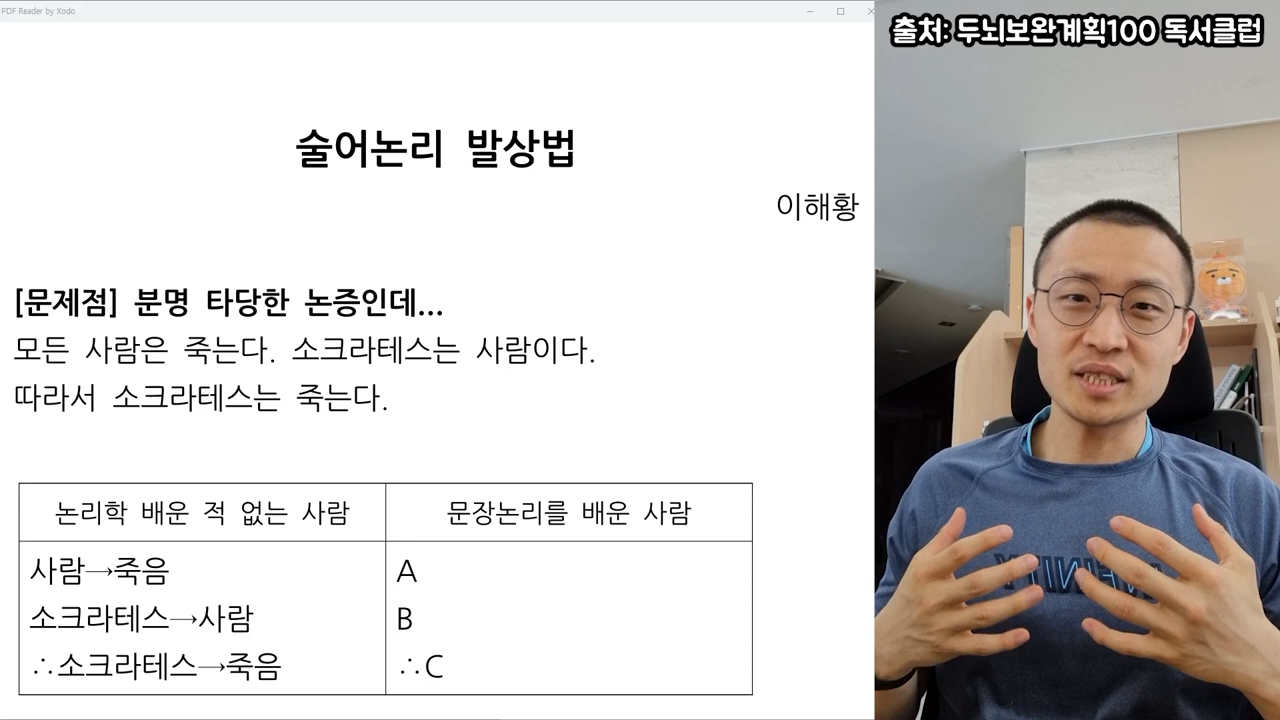 PDF Reader by Xodo
출처: 두뇌보완계획100 독서클럽
술어논리 발상법
이해황
[문제점] 분명 타당한 논증인데...
모든 사람은 죽는다. 소크라테스는 사람이다.
따라서 소크라테스는 죽는다.
논리학 배운 적 없는 사람
문장논리를 배운 사람
사람→죽음
A
소크라테스→사람
B
∴소크라테스→죽음
∴C